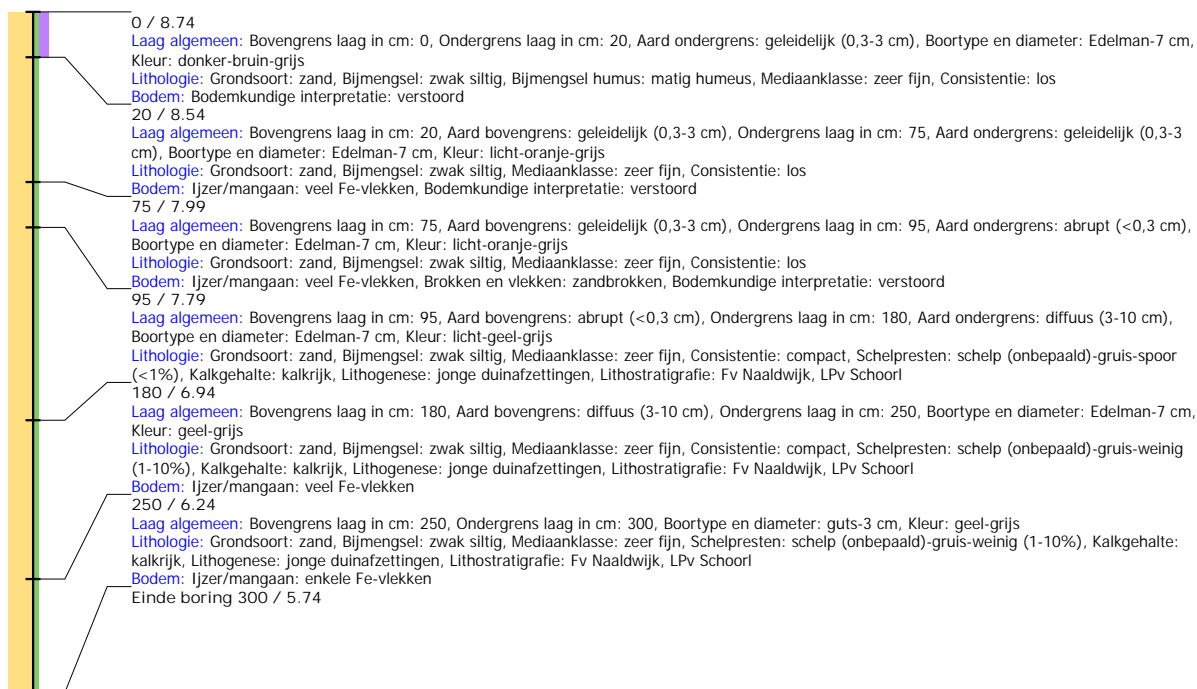 0 / 8.74
Laag algemeen: Bovengrens laag in cm: 0, Ondergrens laag in cm: 20, Aard ondergrens: geleidelijk (0,3-3 cm), Boortype en diameter: Edelman-7 cm,
Kleur: donker-bruin-grijs
Lithologie: Grondsoort: zand, Bijmengsel: zwak siltig, Bijmengsel humus: matig humeus, Mediaanklasse: zeer fijn, Consistentie: los
Bodem: Bodemkundige interpretatie: verstoord
20 / 8.54
Laag algemeen: Bovengrens laag in cm: 20, Aard bovengrens: geleidelijk (0,3-3 cm), Ondergrens laag in cm: 75, Aard ondergrens: geleidelijk (0,3-3
cm), Boortype en diameter: Edelman-7 cm, Kleur: licht-oranje-grijs
Lithologie: Grondsoort: zand, Bijmengsel: zwak siltig, Mediaanklasse: zeer fijn, Consistentie: los
Bodem: Ijzer/mangaan: veel Fe-vlekken, Bodemkundige interpretatie: verstoord
75 / 7.99
Laag algemeen: Bovengrens laag in cm: 75, Aard bovengrens: geleidelijk (0,3-3 cm), Ondergrens laag in cm: 95, Aard ondergrens: abrupt (<0,3 cm),
Boortype en diameter: Edelman-7 cm, Kleur: licht-oranje-grijs
Lithologie: Grondsoort: zand, Bijmengsel: zwak siltig, Mediaanklasse: zeer fijn, Consistentie: los
Bodem: Ijzer/mangaan: veel Fe-vlekken, Brokken en vlekken: zandbrokken, Bodemkundige interpretatie: verstoord
95 / 7.79
Laag algemeen: Bovengrens laag in cm: 95, Aard bovengrens: abrupt (<0,3 cm), Ondergrens laag in cm: 180, Aard ondergrens: diffuus (3-10 cm),
Boortype en diameter: Edelman-7 cm, Kleur: licht-geel-grijs
Lithologie: Grondsoort: zand, Bijmengsel: zwak siltig, Mediaanklasse: zeer fijn, Consistentie: compact, Schelpresten: schelp (onbepaald)-gruis-spoor
(<1%), Kalkgehalte: kalkrijk, Lithogenese: jonge duinafzettingen, Lithostratigrafie: Fv Naaldwijk, LPv Schoorl
180 / 6.94
Laag algemeen: Bovengrens laag in cm: 180, Aard bovengrens: diffuus (3-10 cm), Ondergrens laag in cm: 250, Boortype en diameter: Edelman-7 cm,
Kleur: geel-grijs
Lithologie: Grondsoort: zand, Bijmengsel: zwak siltig, Mediaanklasse: zeer fijn, Consistentie: compact, Schelpresten: schelp (onbepaald)-gruis-weinig
(1-10%), Kalkgehalte: kalkrijk, Lithogenese: jonge duinafzettingen, Lithostratigrafie: Fv Naaldwijk, LPv Schoorl
Bodem: Ijzer/mangaan: veel Fe-vlekken
250 / 6.24
Laag algemeen: Bovengrens laag in cm: 250, Ondergrens laag in cm: 300, Boortype en diameter: guts-3 cm, Kleur: geel-grijs
Lithologie: Grondsoort: zand, Bijmengsel: zwak siltig, Mediaanklasse: zeer fijn, Schelpresten: schelp (onbepaald)-gruis-weinig (1-10%), Kalkgehalte:
kalkrijk, Lithogenese: jonge duinafzettingen, Lithostratigrafie: Fv Naaldwijk, LPv Schoorl
Bodem: Ijzer/mangaan: enkele Fe-vlekken
Einde boring 300 / 5.74